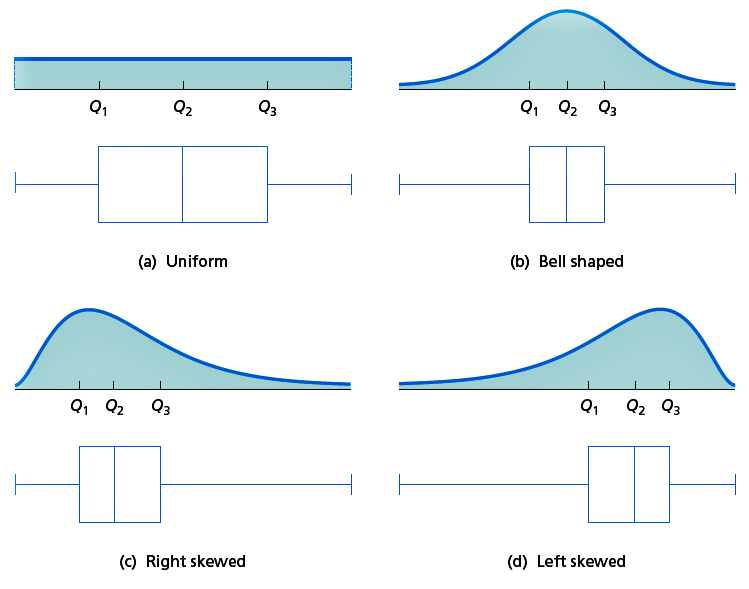 Q1 Q2 Q3
Q1 Q2 Q3
(a) Uniform
(b) Bell shaped
Q1 Q2 Q3
Q1 Q2 Q3
(c) Right skewed
(d) Left skewed